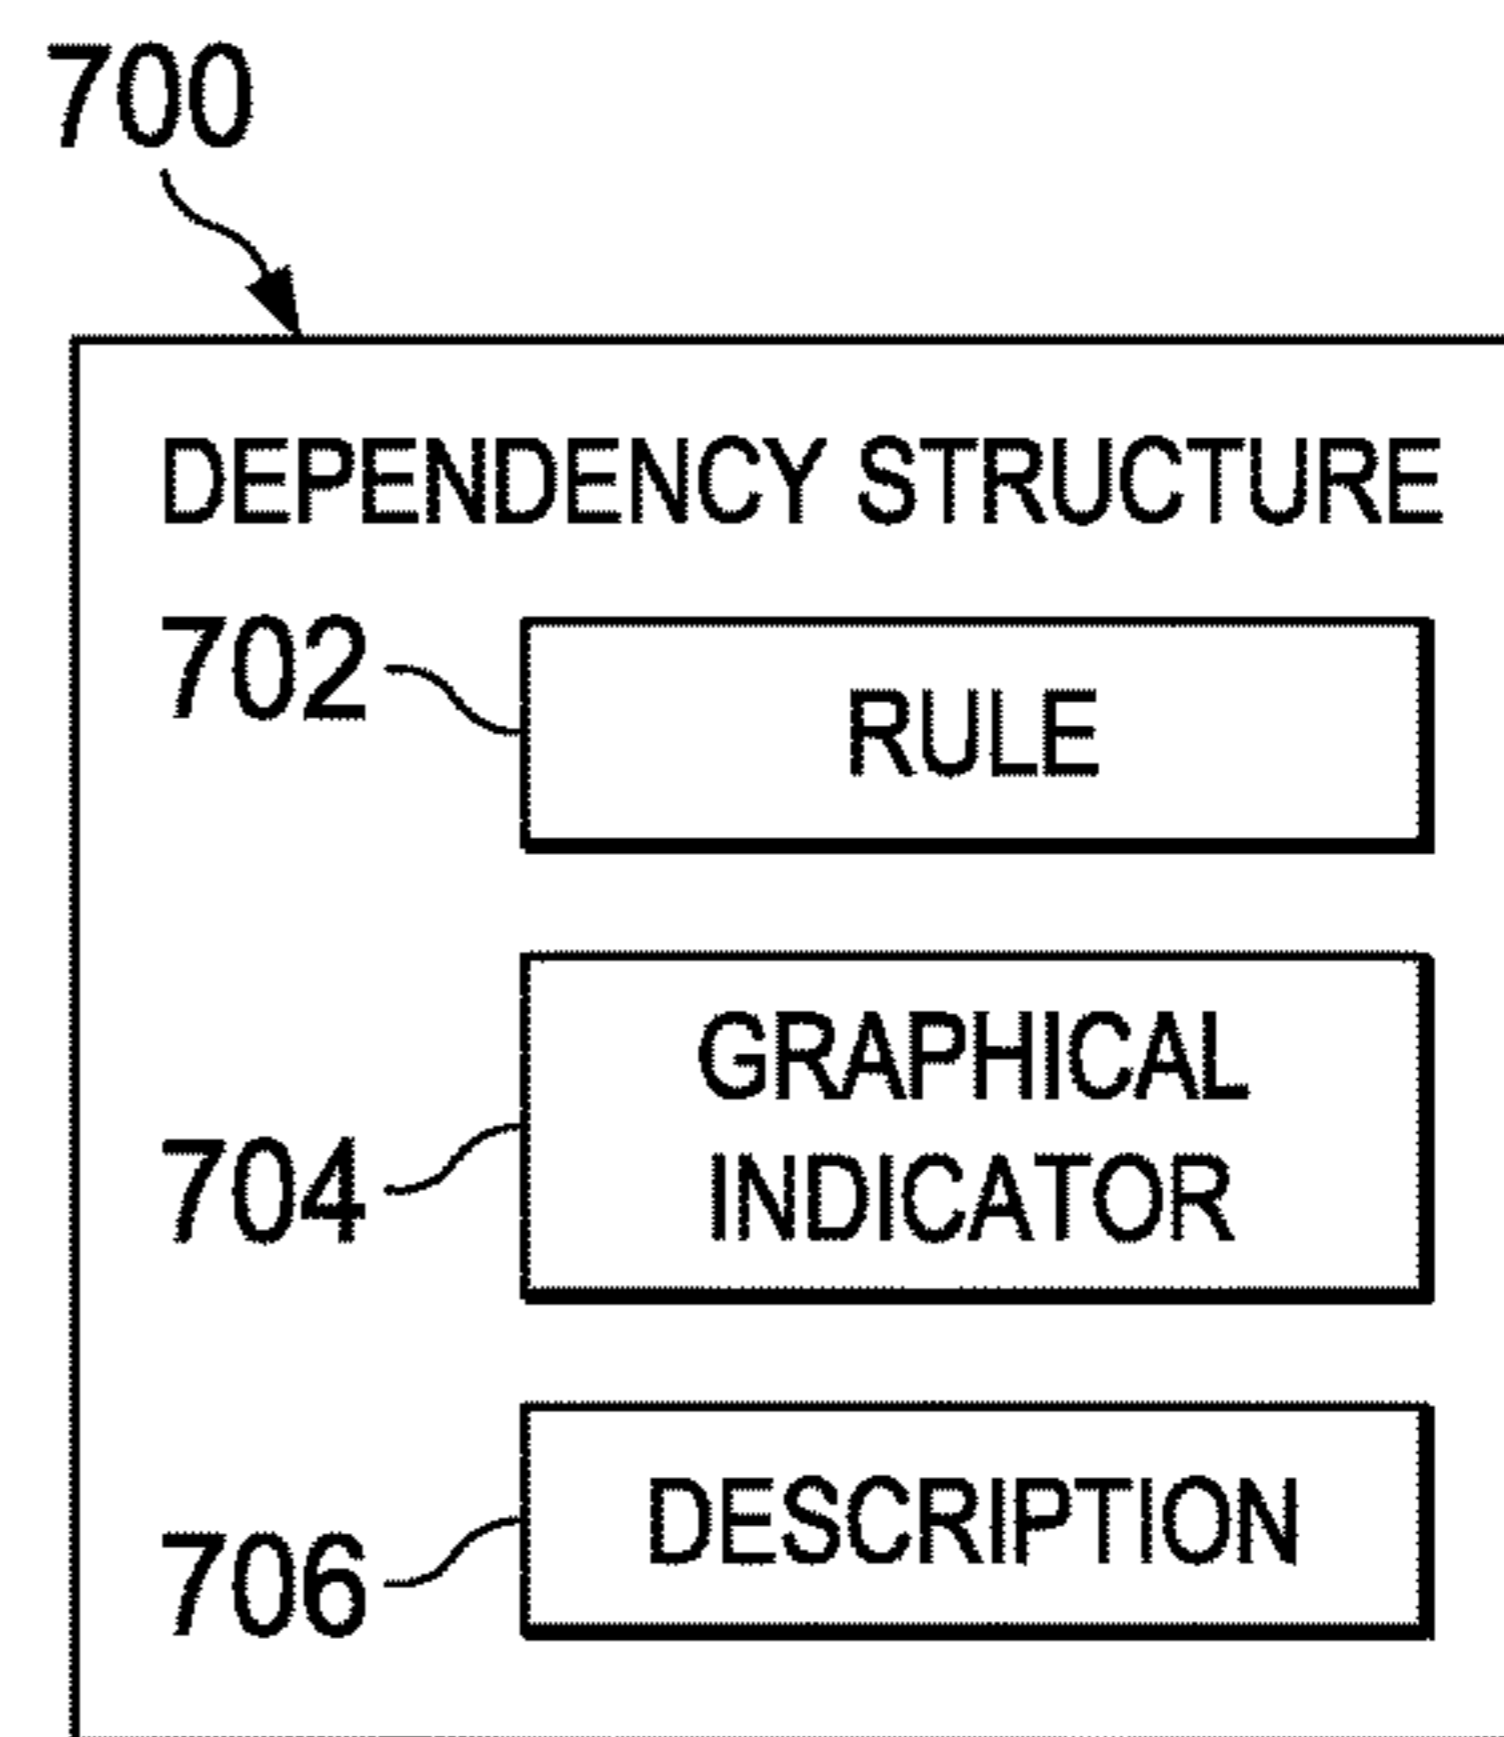 700
DEPENDENCY STRUCTURE
702
RULE
704
GRAPHICAL
INDICATOR
706
DESCRIPTION